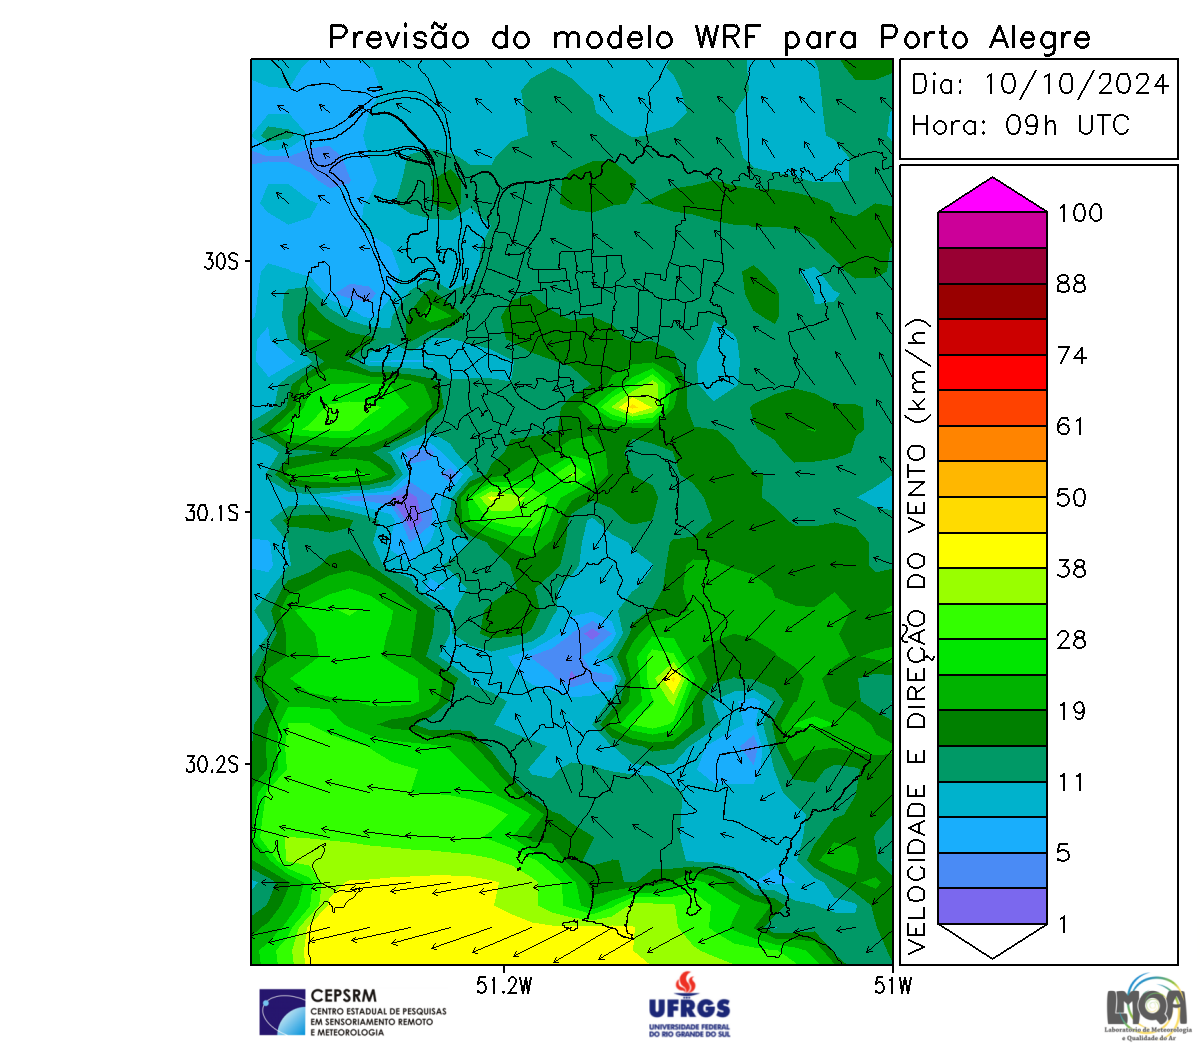 Previsão do modelo WRF para Porto Alegre
Dia: 10/10/2024
Hora: 09h UTC
30S
30.1S
30.2S
51.2W
51W
VELOCIDADE E DIREÇÃO DO VENTO (km/h)
100
88
74
61
50
38
28
19
11
5
1
CEPSRM
CENTRO ESTADUAL DE PESQUISAS
EM SENSORIAMENTO REMOTO
E METEOROLOGIA
UFRGS
UNIVERSIDADE FEDERAL
DO RIO GRANDE DO SUL
LMQA
Laboratório de Meteorologia
e Qualidade do Ar